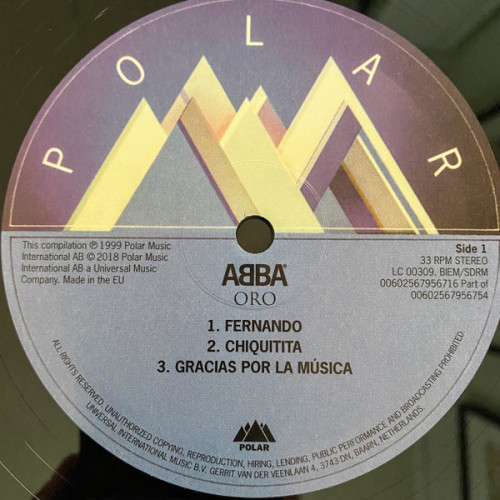 POLAR
This compilation ℗ 1999 Polar Music
International AB © 2018 Polar Music
International AB a Universal Music
Company. Made in the EU
Side 1
33 RPM STEREO
LC 00309. BIEM/SDRM
00602567956716 Part of
00602567956754
ABBA®
ORO
1. FERNANDO
2. CHIQUITITA
3. GRACIAS POR LA MÚSICA
POLAR
ALL RIGHTS RESERVED. UNAUTHORIZED COPYING, REPRODUCTION, HIRING, LENDING, PUBLIC PERFORMANCE AND BROADCASTING PROHIBITED.
UNIVERSAL INTERNATIONAL MUSIC B.V. GERRIT VAN DER VEENLAAN 4, 3743 DN, BAARN, NETHERLANDS.